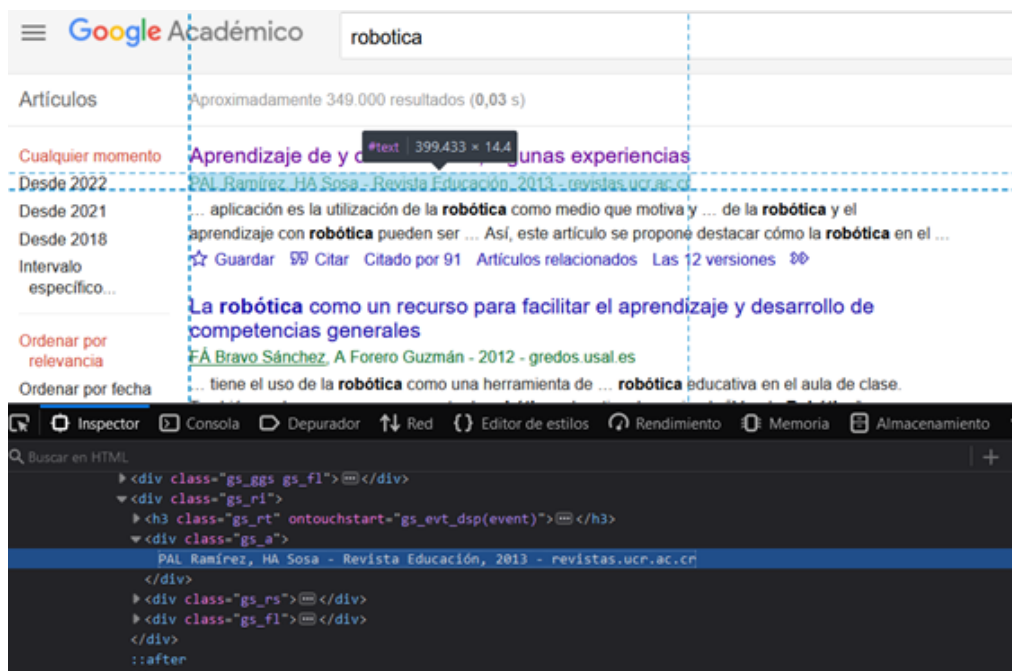 Google Académico
robotica
Artículos
Aproximadamente 349.000 resultados (0,03 s)
Cualquier momento
Desde 2022
Desde 2021
Desde 2018
Intervalo
específico...
Ordenar por
relevancia
Ordenar por fecha
#text 399.433 × 14.4
Aprendizaje de y unas experiencias
PAL Ramírez, HA Sosa - Revista Educación, 2013 - revistas.ucr.ac.cr
... aplicación es la utilización de la robótica como medio que motiva y ... de la robótica y el
aprendizaje con robótica pueden ser ... Así, este artículo se propone destacar cómo la robótica en el ...
Guardar Citar Citado por 91 Artículos relacionados Las 12 versiones
La robótica como un recurso para facilitar el aprendizaje y desarrollo de
competencias generales
FÁ Bravo Sánchez, A Forero Guzmán - 2012 - gredos.usal.es
... tiene el uso de la robótica como una herramienta de ... robótica educativa en el aula de clase.
Inspector Consola Depurador Red Editor de estilos Rendimiento Memoria Almacenamiento
Buscar en HTML
<div class="gs_ggs gs_fl"></div>
<div class="gs_ri">
<h3 class="gs_rt" ontouchstart="gs_evt_dsp(event)"></h3>
<div class="gs_a">
PAL Ramírez, HA Sosa - Revista Educación, 2013 - revistas.ucr.ac.cr
</div>
<div class="gs_rs"></div>
<div class="gs_fl"></div>
</div>
::after